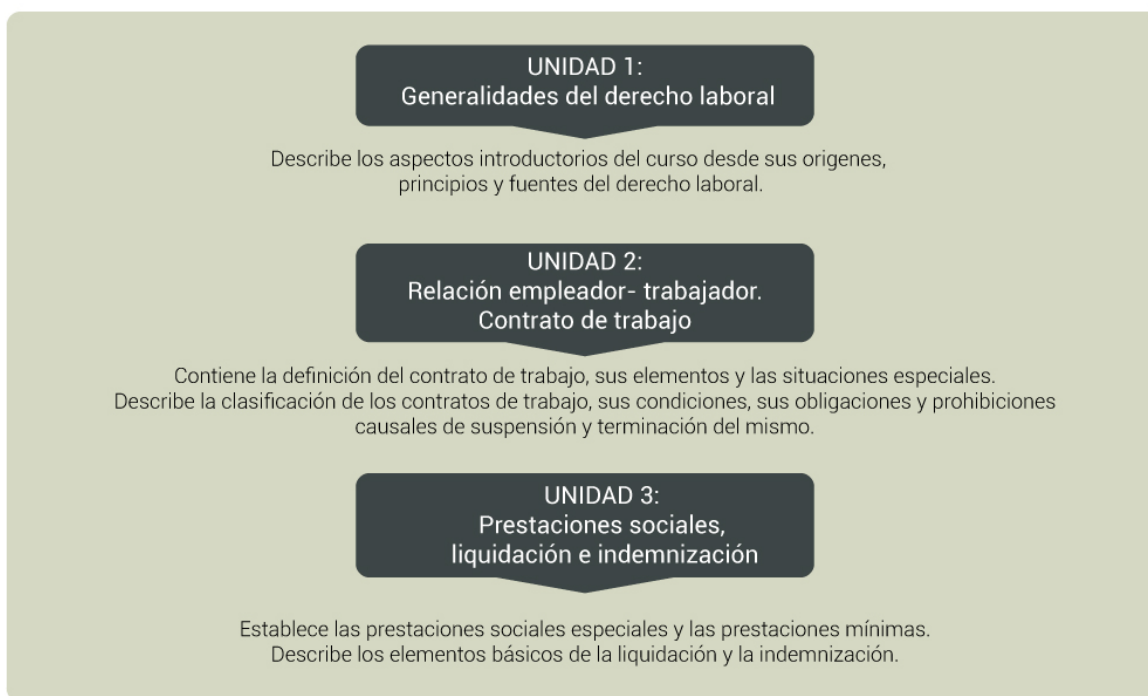 UNIDAD 1:
Generalidades del derecho laboral
Describe los aspectos introductorios del curso desde sus origenes,
principios y fuentes del derecho laboral.
UNIDAD 2:
Relación empleador- trabajador.
Contrato de trabajo
Contiene la definición del contrato de trabajo, sus elementos y las situaciones especiales.
Describe la clasificación de los contratos de trabajo, sus condiciones, sus obligaciones y prohibiciones
causales de suspensión y terminación del mismo.
UNIDAD 3:
Prestaciones sociales,
liquidación e indemnización
Establece las prestaciones sociales especiales y las prestaciones mínimas.
Describe los elementos básicos de la liquidación y la indemnización.